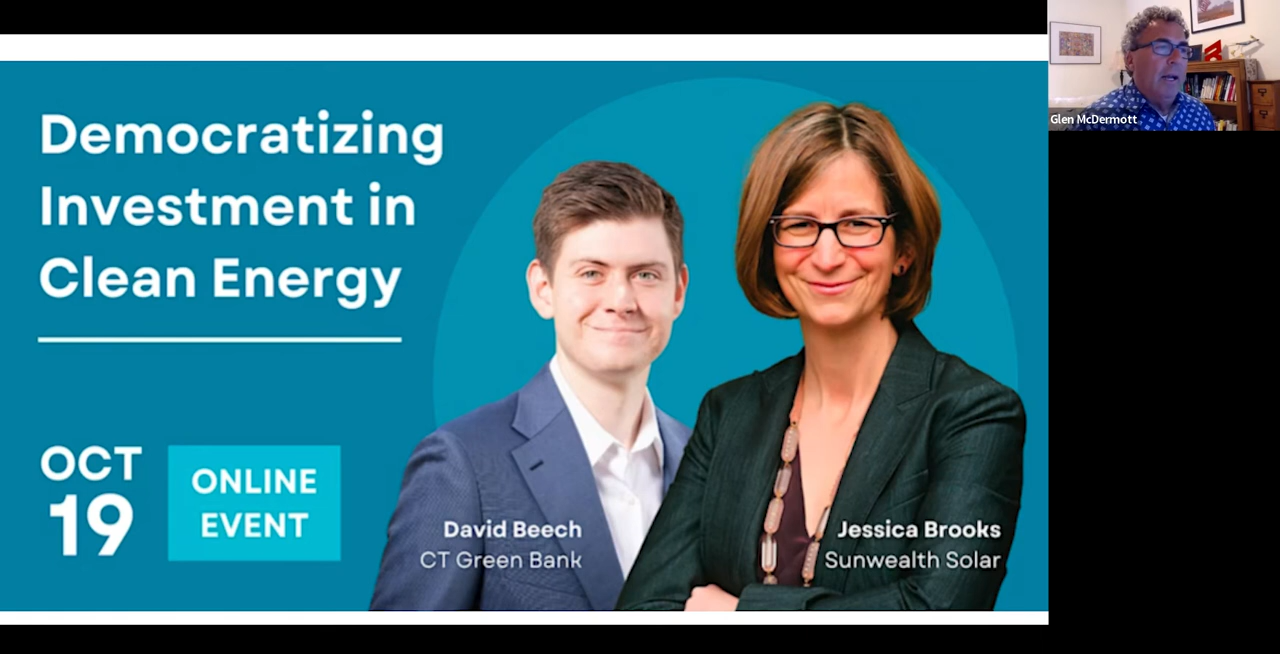 Democratizing
Investment in
Clean Energy
OCT
19
ONLINE
EVENT
David Beech
CT Green Bank
Jessica Brooks
Sunwealth Solar
Glen McDermott